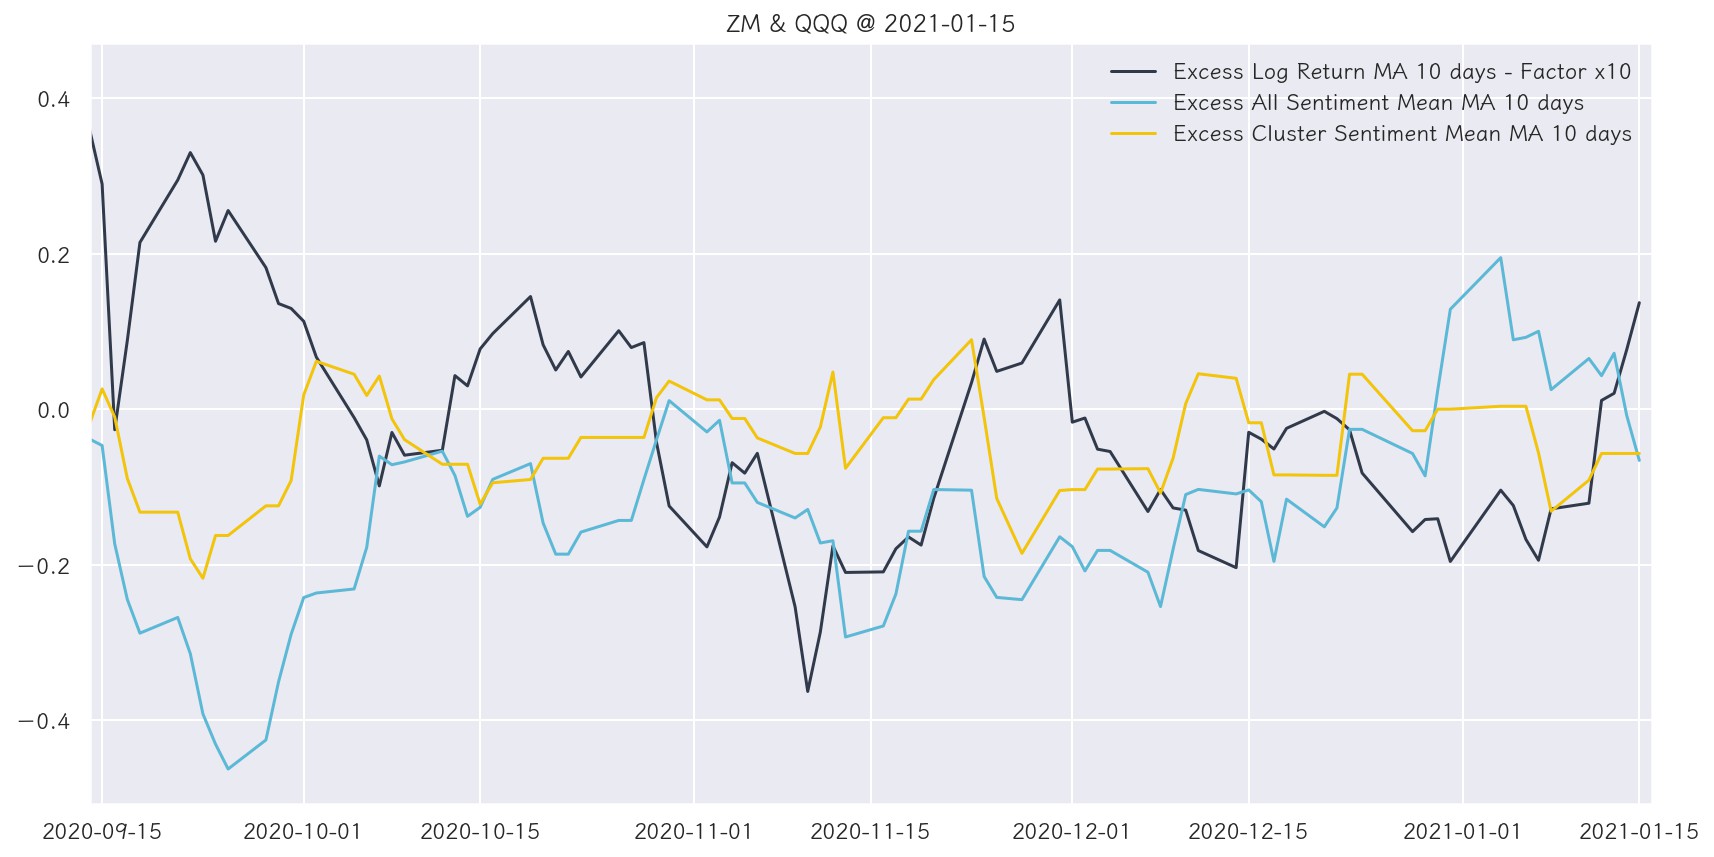 ZM & QQQ @ 2021-01-15
Excess Log Return MA 10 days - Factor x10
Excess All Sentiment Mean MA 10 days
Excess Cluster Sentiment Mean MA 10 days
0.4
0.2
0.0
−0.2
−0.4
2020-09-15 2020-10-01 2020-10-15 2020-11-01 2020-11-15 2020-12-01 2020-12-15 2021-01-01 2021-01-15